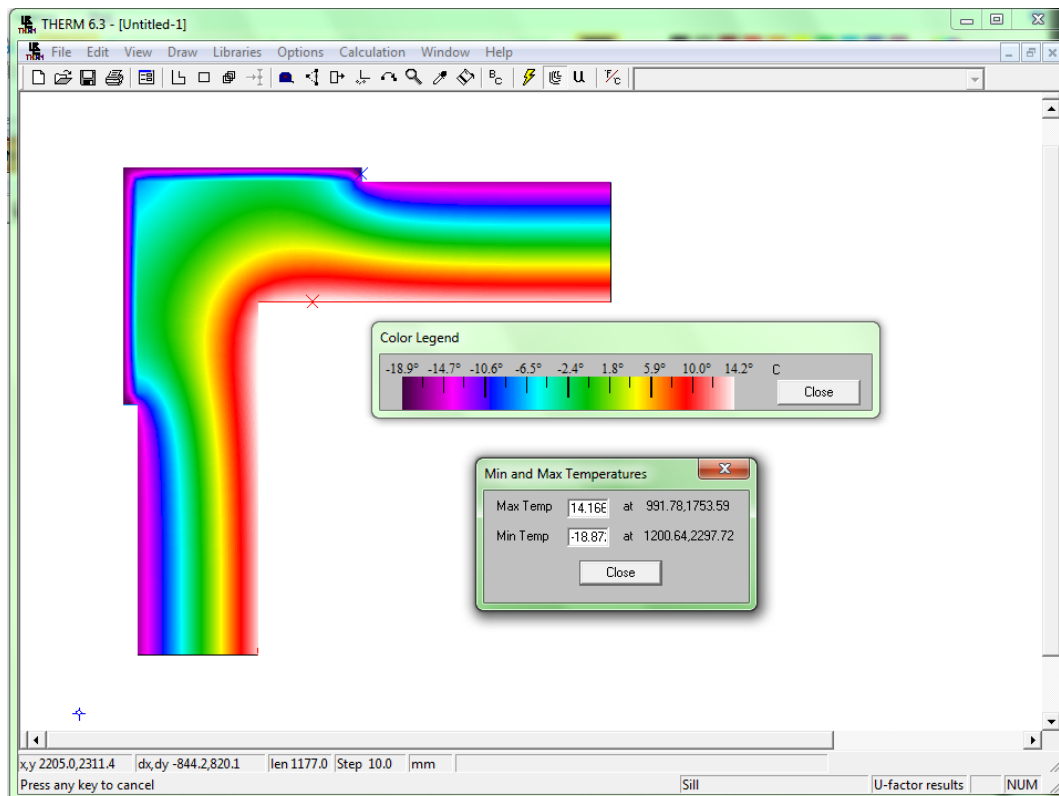 THERM 6.3 - [Untitled-1]
File Edit View Draw Libraries Options Calculation Window Help
BC U F/C
Color Legend
-18.9° -14.7° -10.6° -6.5° -2.4° 1.8° 5.9° 10.0° 14.2° C
Close
Min and Max Temperatures
Max Temp 14.166 at 991.78,1753.59
Min Temp -18.87 at 1200.64,2297.72
Close
x,y 2205.0,2311.4 dx,dy -844.2,820.1 len 1177.0 Step 10.0 mm
Press any key to cancel Sill U-factor results NUM